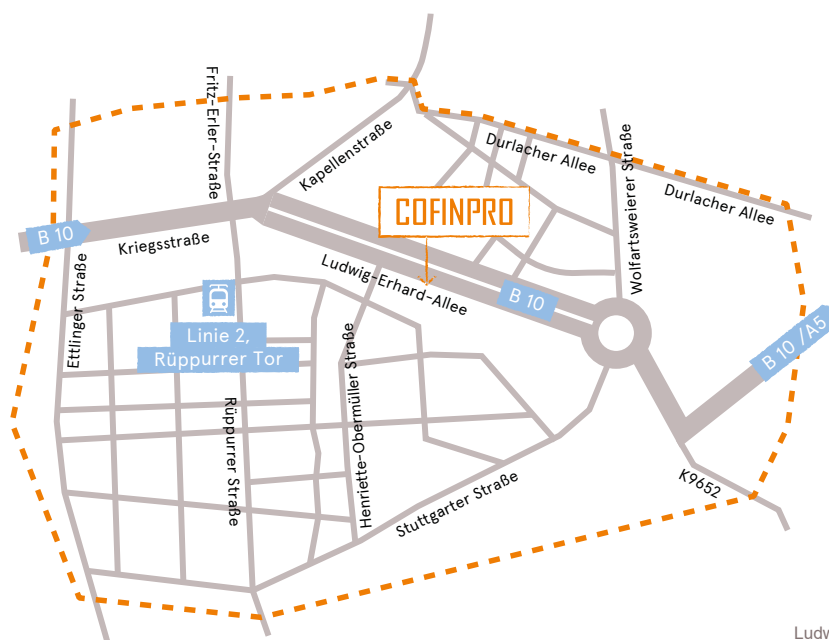 Fritz-Erler-Straße
Kapellenstraße
Durlacher Allee
Wolfartsweierer Straße
Durlacher Allee
COFINPRO
B 10
Kriegsstraße
Ludwig-Erhard-Allee
B 10
Ettlinger Straße
Linie 2,
Rüppurrer Tor
B 10 /A5
Henriette-Obermüller Straße
Rüppurrer Straße
Stuttgarter Straße
K9652
Ludw